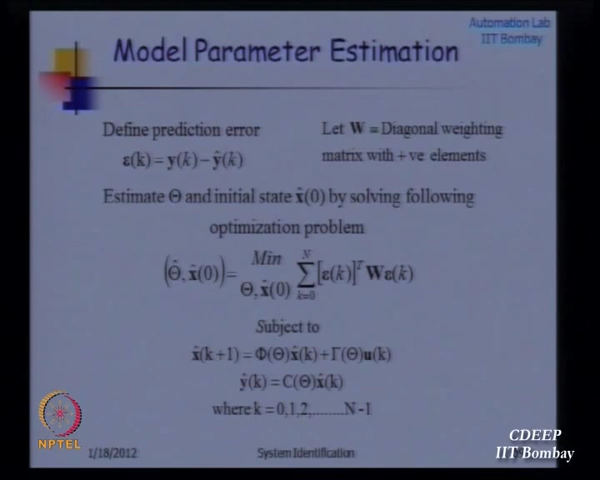 Automation Lab
IIT Bombay
Model Parameter Estimation
Define prediction error
ε(k) = y(k) − ŷ(k)
Let W = Diagonal weighting
matrix with +ve elements
Estimate Θ and initial state x̂(0) by solving following
optimization problem
(Θ̂, x̂(0)) = Min Θ, x̂(0) ∑ k=0 N [ε(k)]ᵀ Wε(k)
Subject to
x̂(k+1) = Φ(Θ)x̂(k) + Γ(Θ)u(k)
ŷ(k) = C(Θ)x̂(k)
where k = 0,1,2,.......N-1
NPTEL
1/18/2012
System Identification
CDEEP
IIT Bombay